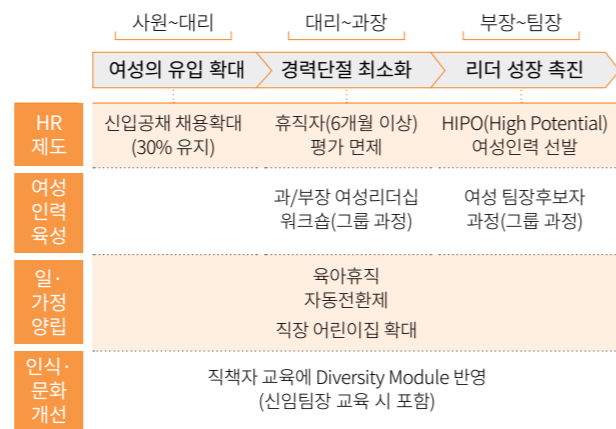 사원~대리
대리~과장
부장~팀장
여성의 유입 확대
경력단절 최소화
리더 성장 촉진
HR
제도
신입공채 채용확대
(30% 유지)
휴직자(6개월 이상)
평가 면제
HIPO(High Potential)
여성인력 선발
여성
인력
육성
과/부장 여성리더십
워크숍(그룹 과정)
여성 팀장후보자
과정(그룹 과정)
일·
가정
양립
육아휴직
자동전환제
직장 어린이집 확대
인식·
문화
개선
직책자 교육에 Diversity Module 반영
(신임팀장 교육 시 포함)